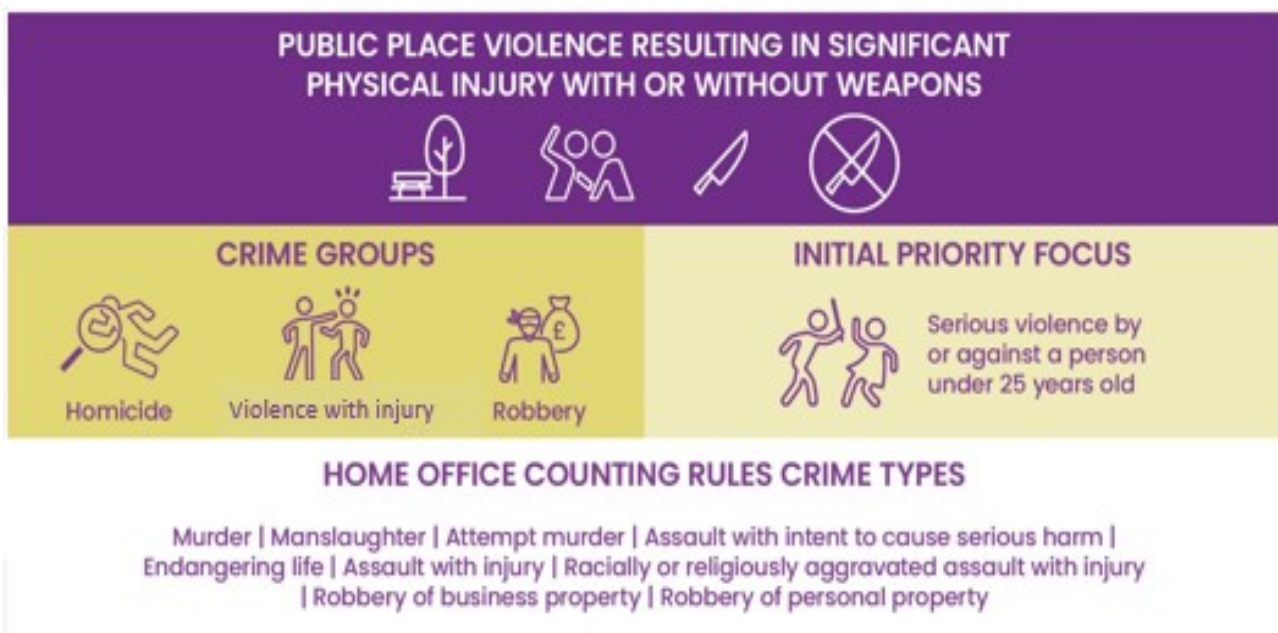 PUBLIC PLACE VIOLENCE RESULTING IN SIGNIFICANT
PHYSICAL INJURY WITH OR WITHOUT WEAPONS
CRIME GROUPS
£
Homicide
Violence with injury
Robbery
INITIAL PRIORITY FOCUS
Serious violence by
or against a person
under 25 years old
HOME OFFICE COUNTING RULES CRIME TYPES
Murder | Manslaughter | Attempt murder | Assault with intent to cause serious harm |
Endangering life | Assault with injury | Racially or religiously aggravated assault with injury
| Robbery of business property | Robbery of personal property